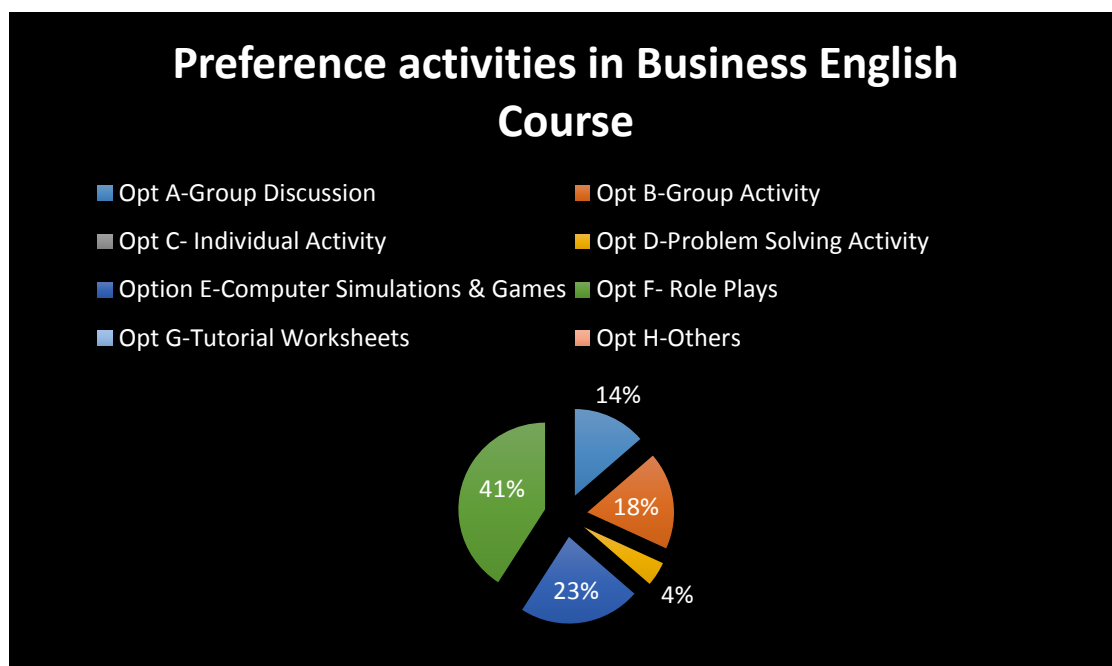 Preference activities in Business English
Course
Opt A-Group Discussion
Opt B-Group Activity
Opt C- Individual Activity
Opt D-Problem Solving Activity
Option E-Computer Simulations & Games
Opt F- Role Plays
Opt G-Tutorial Worksheets
Opt H-Others
14%
41%
18%
23%
4%